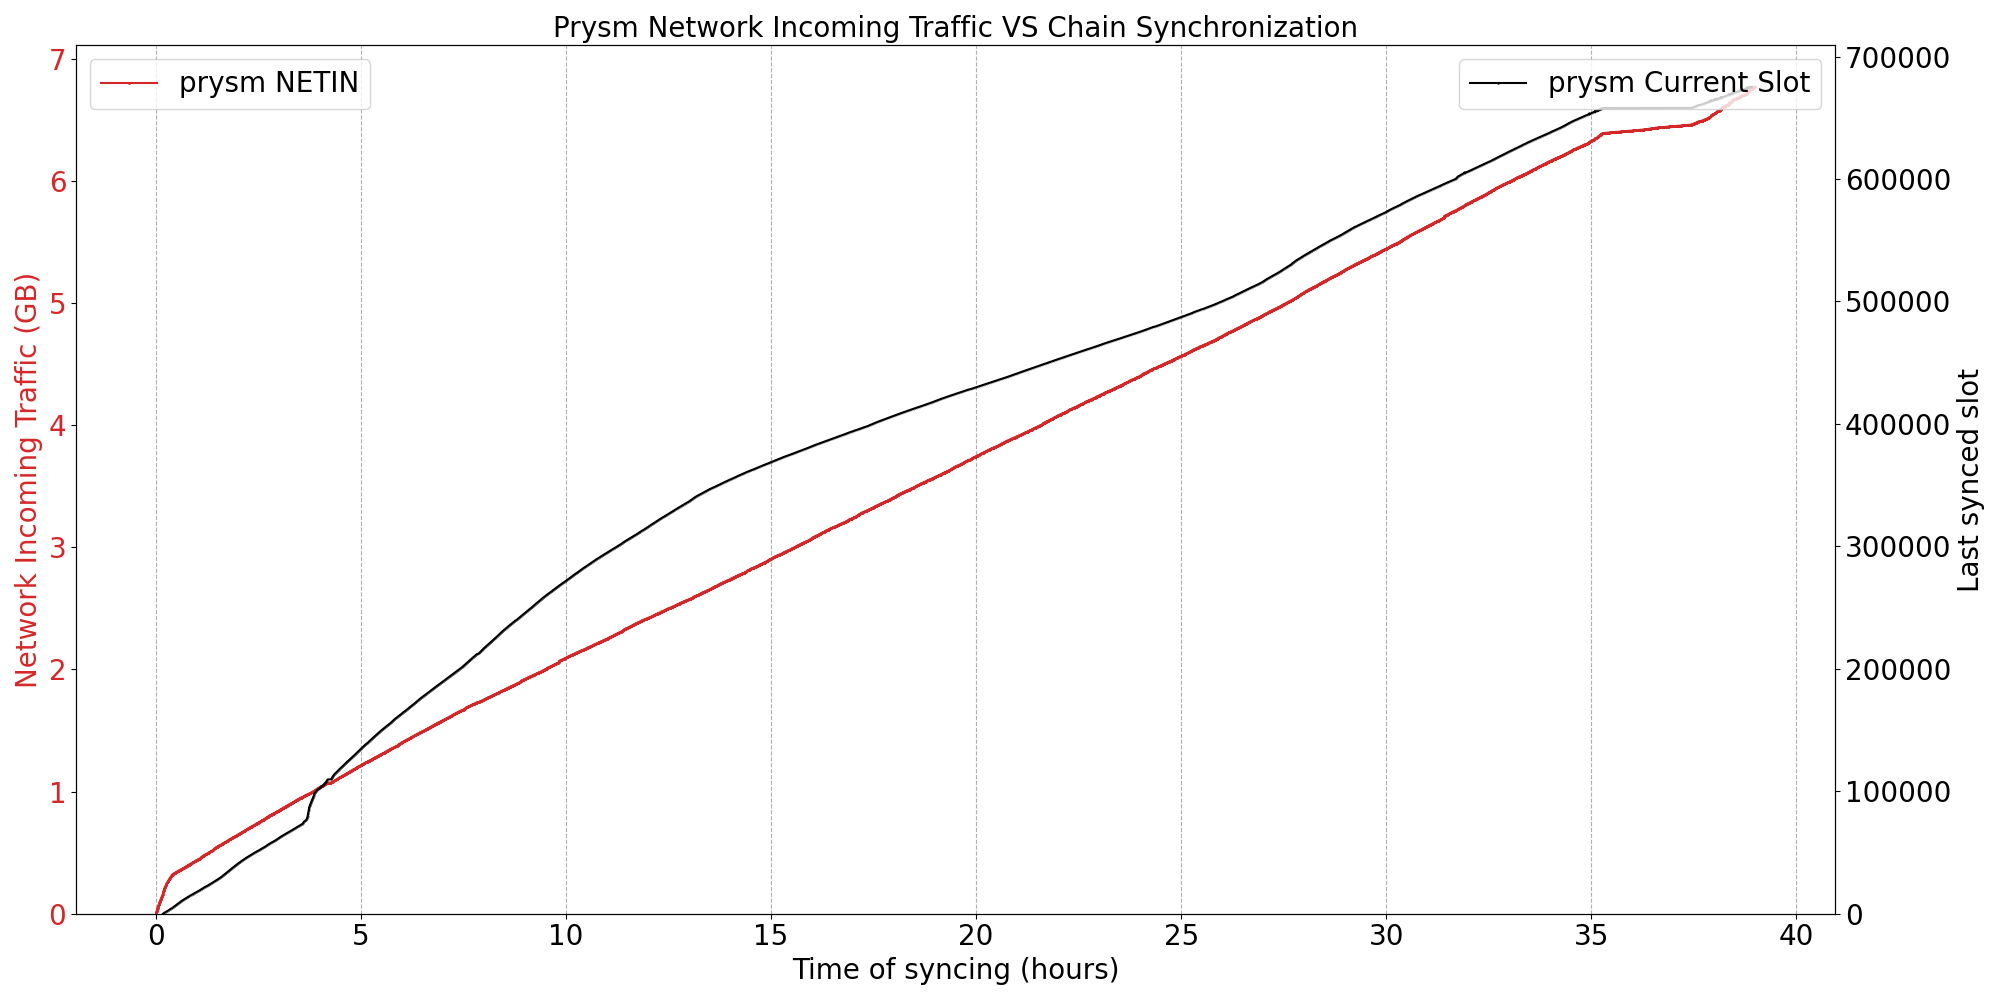 Prysm Network Incoming Traffic VS Chain Synchronization
prysm NETIN
prysm Current Slot
Network Incoming Traffic (GB)
7
6
5
4
3
2
1
0
700000
600000
500000
400000
300000
200000
100000
0
Last synced slot
0 5 10 15 20 25 30 35 40
Time of syncing (hours)